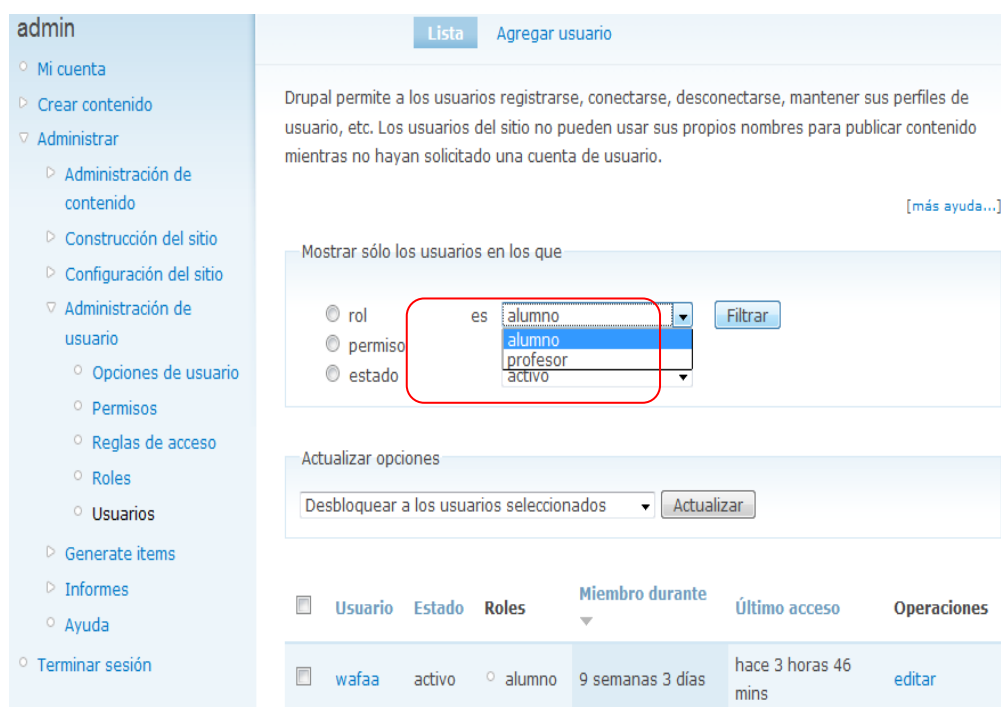 admin
Mi cuenta
Crear contenido
Administrar
Administración de
contenido
Construcción del sitio
Configuración del sitio
Administración de
usuario
Opciones de usuario
Permisos
Reglas de acceso
Roles
Usuarios
Generate items
Informes
Ayuda
Terminar sesión
Lista Agregar usuario
Drupal permite a los usuarios registrarse, conectarse, desconectarse, mantener sus perfiles de
usuario, etc. Los usuarios del sitio no pueden usar sus propios nombres para publicar contenido
mientras no hayan solicitado una cuenta de usuario.
[más ayuda...]
Mostrar sólo los usuarios en los que
rol es alumno Filtrar
permiso alumno
profesor
estado activo
Actualizar opciones
Desbloquear a los usuarios seleccionados Actualizar
Usuario Estado Roles Miembro durante Último acceso Operaciones
wafaa activo alumno 9 semanas 3 días hace 3 horas 46 editar
mins